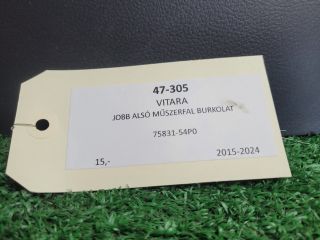 47-305
VITARA
JOBB ALSÓ MŰSZERFAL BURKOLAT
75831-54P0
15,- 2015-2024